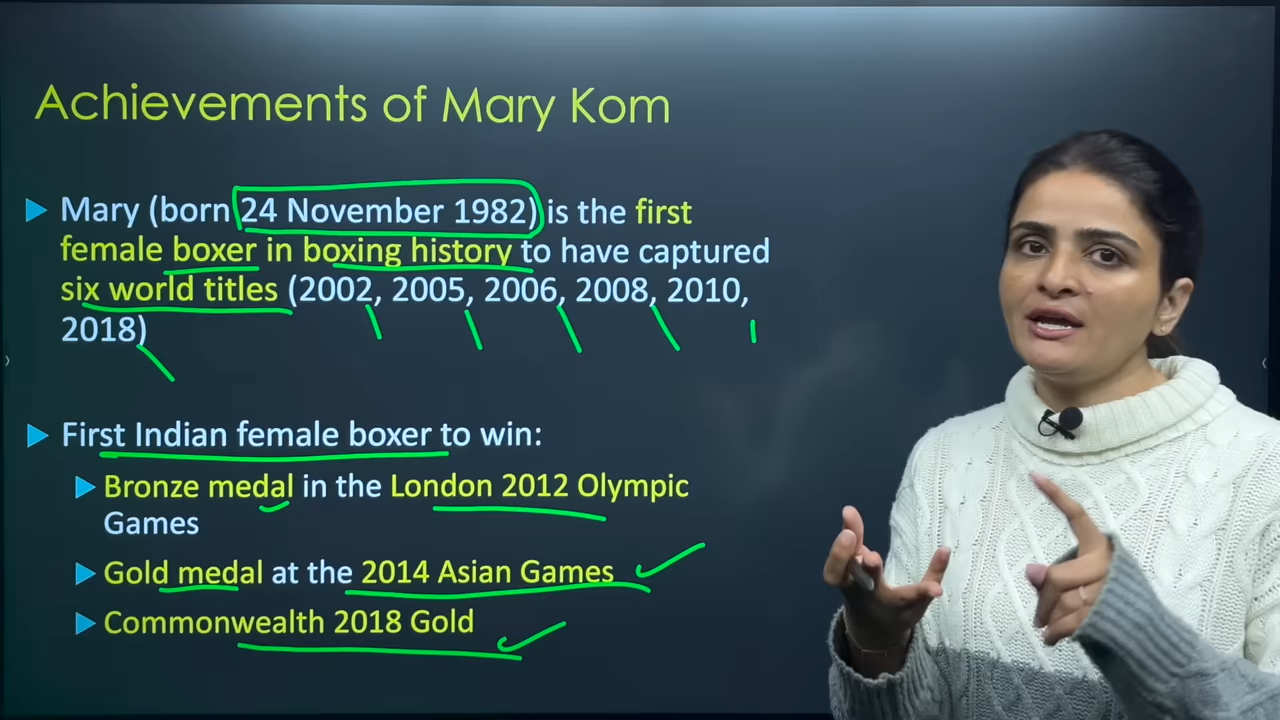 Achievements of Mary Kom
Mary (born 24 November 1982) is the first
female boxer in boxing history to have captured
six world titles (2002, 2005, 2006, 2008, 2010,
2018)
First Indian female boxer to win:
Bronze medal in the London 2012 Olympic
Games
Gold medal at the 2014 Asian Games
Commonwealth 2018 Gold